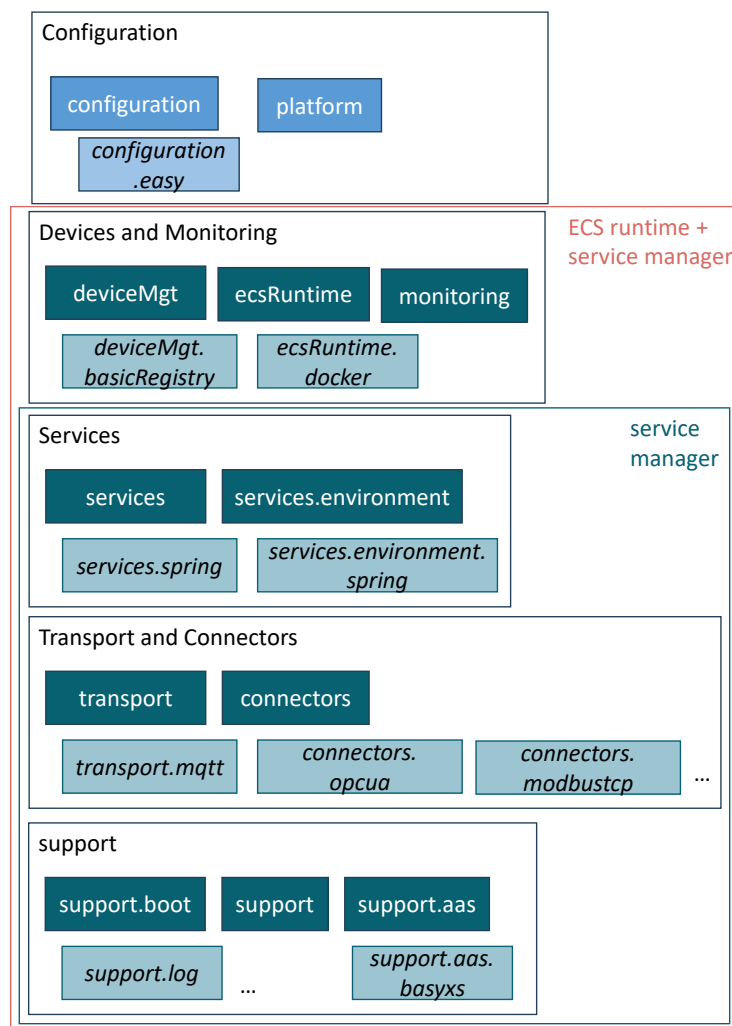 Configuration
configuration
platform
configuration
.easy
ECS runtime +
service manager
Devices and Monitoring
deviceMgt
ecsRuntime
monitoring
deviceMgt.
basicRegistry
ecsRuntime.
docker
service
manager
Services
services
services.environment
services.spring
services.environment.
spring
Transport and Connectors
transport
connectors
transport.mqtt
connectors.
opcua
connectors.
modbustcp
...
support
support.boot
support
support.aas
support.log
...
support.aas.
basyxs